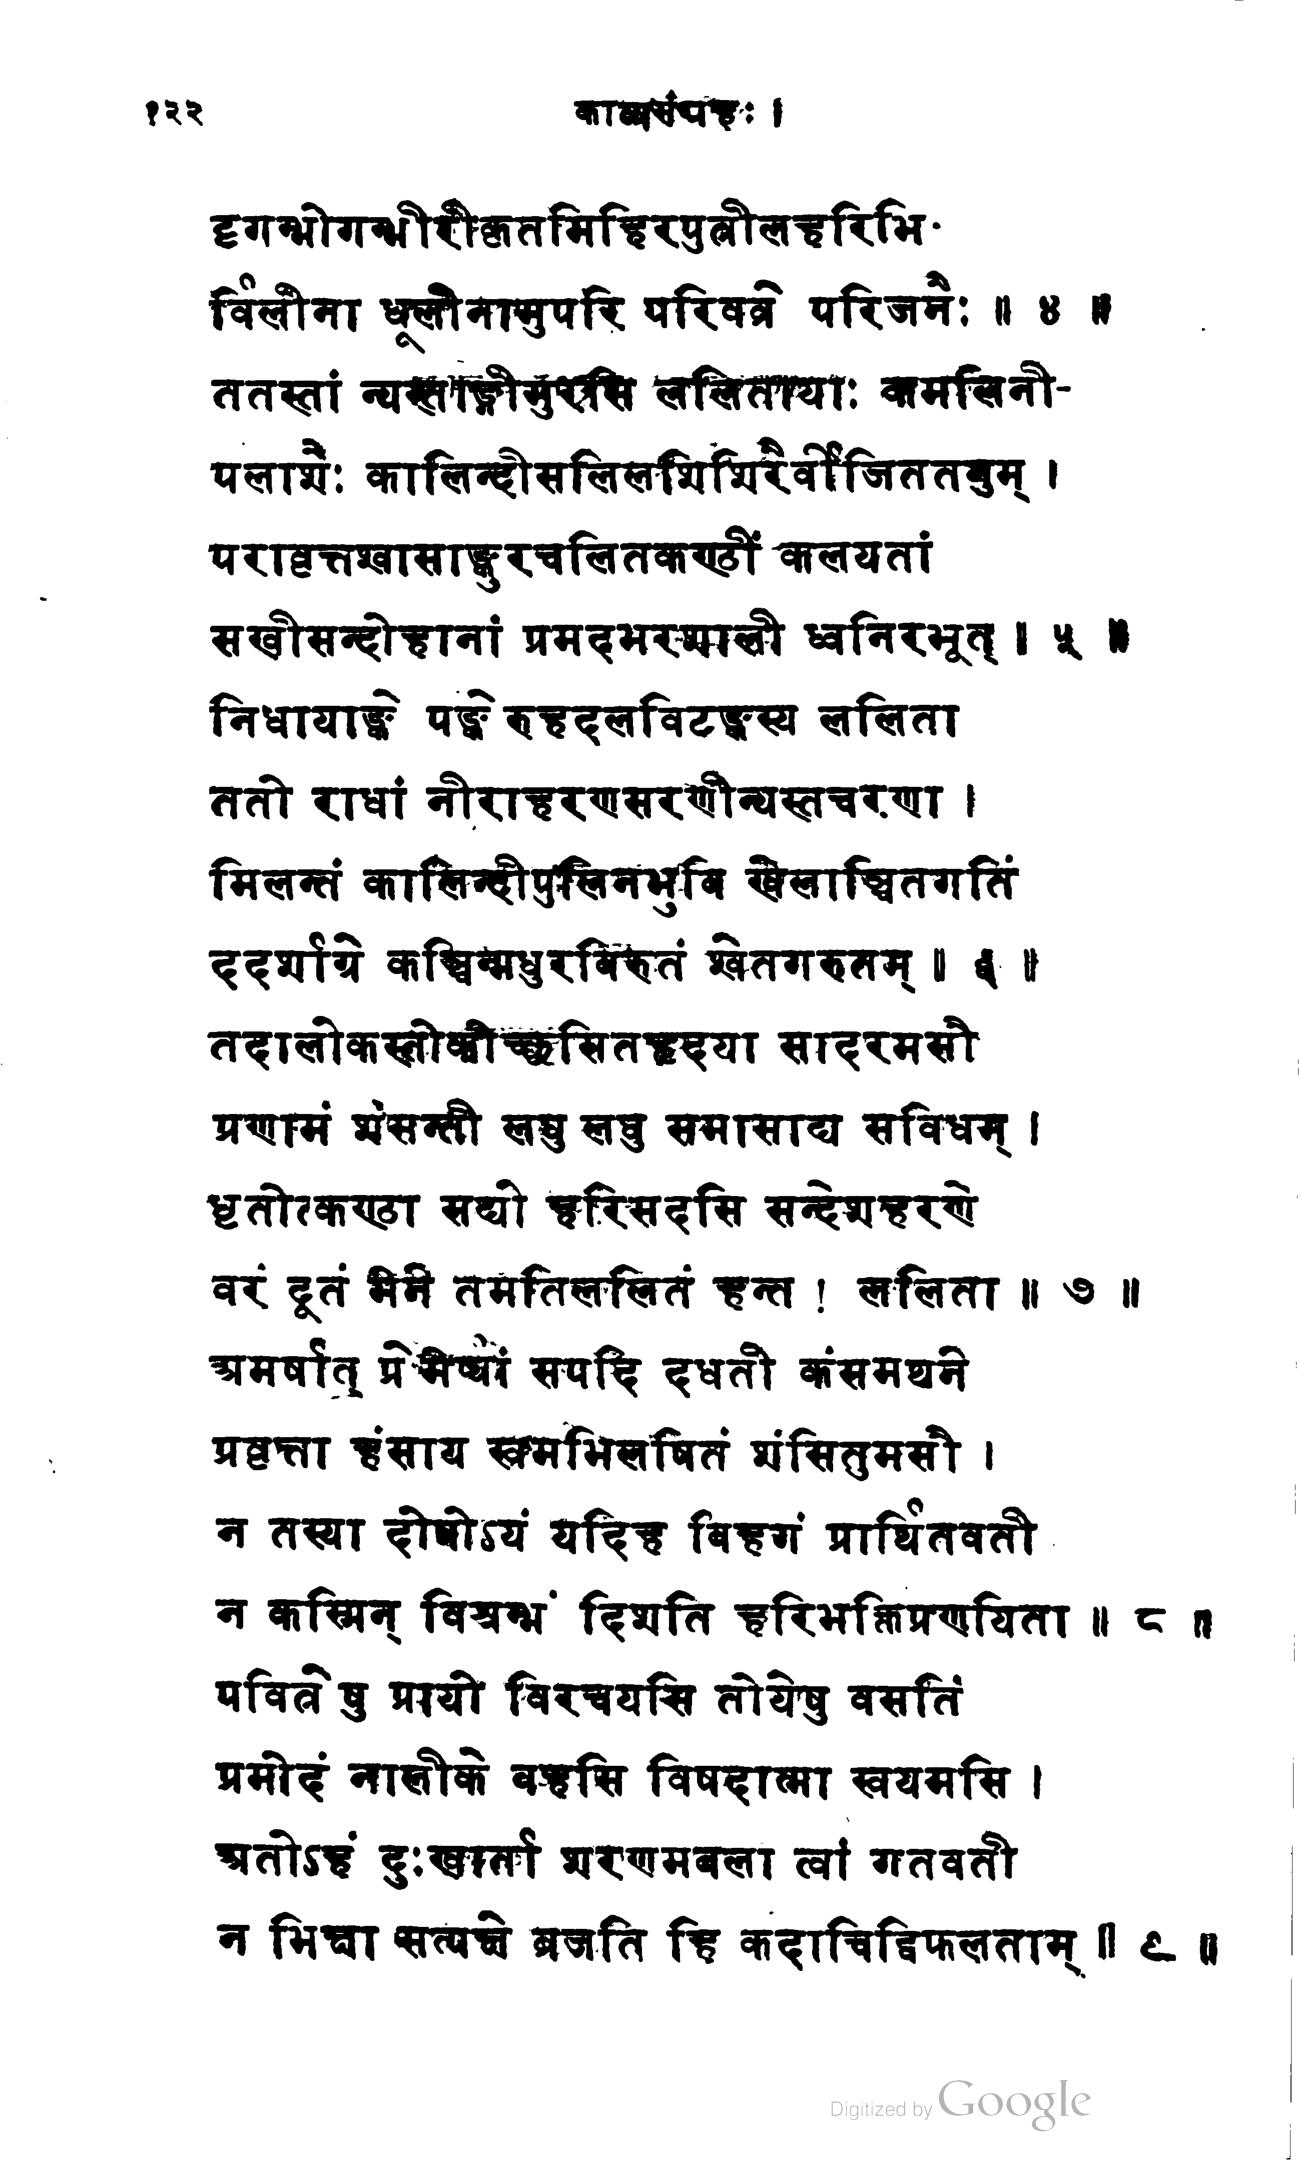 १२२
काव्यसंग्रहः ।
दृगम्भोगम्भीरीकृतमिहिरपुत्रीलहरिभि-
र्विलीना धूलीनामुपरि परिवव्रे परिजनैः ॥ ४ ॥
ततस्तां न्यस्ताङ्गीमुरसि ललितायाः कमलिनी-
पलाशैः कालिन्दीसलिलशिशिरैर्वीजिततनुम् ।
परावृत्तश्वासाङ्कुरचलितकण्ठीं कलयतां
सखीसन्दोहानां प्रमदभरशाली ध्वनिरभूत् । ५ ॥
निधायाङ्के पङ्केरुहदलविटङ्कस्य ललिता
ततो राधां नीराहरणसरणीन्यस्तचरणा ।
मिलन्तं कालिन्दीपुलिनभुवि खेलाञ्चितगतिं
ददर्शाग्रे कञ्चिन्मधुरविरुतं श्वेतगरुतम् ॥ ६ ॥
तदालोकस्तोकोच्छ्वसितहृदया सादरमसौ
प्रणामं शंसन्ती लघु लघु समासाद्य सविधम् ।
धृतोत्कण्ठा सद्यो हरिसदसि सन्देशहरणे
वरं दूतं मेने तमतिललितं हन्त ! ललिता ॥ ७ ॥
अमर्षात् प्रेमेर्ष्यां सपदि दधती कंसमथने
प्रवृत्ता हंसाय स्वमभिलषितं शंसितुमसौ ।
न तस्या दोषोऽयं यदिह विहगं प्रार्थितवती
न कस्मिन् विश्रम्भं दिशति हरिभक्तिप्रणयिता ॥ ८ ॥
पवित्रेषु प्रायो विरचयसि तोयेषु वसतिं
प्रमोदं नालीके वहसि विषदात्मा स्वयमसि ।
अतोऽहं दुःखार्ता शरणमबला त्वां गतवती
न भिक्षा सत्पक्षे व्रजति हि कदाचिद्विफलताम् ॥ ९ ॥
Digitized by Google